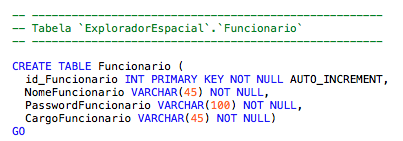 -- -----------------------------------------------------
-- Tabela `ExploradorEspacial`.`Funcionario`
-- -----------------------------------------------------
CREATE TABLE Funcionario (
  id_Funcionario INT PRIMARY KEY NOT NULL AUTO_INCREMENT,
  NomeFuncionario VARCHAR(45) NOT NULL,
  PasswordFuncionario VARCHAR(100) NOT NULL,
  CargoFuncionario VARCHAR(45) NOT NULL)
GO